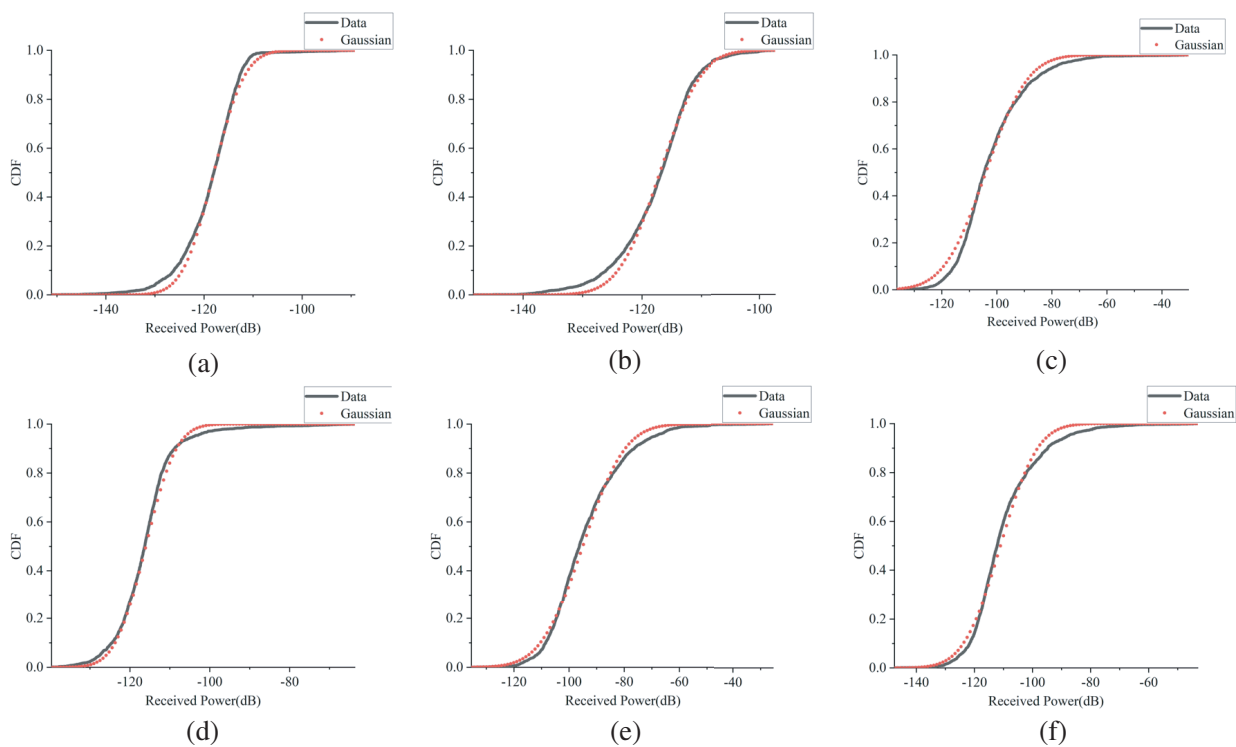 Data
Gaussian
1.0
0.8
0.6
0.4
0.2
0.0
CDF
-140
-120
-100
Received Power(dB)
(a)
Data
Gaussian
1.0
0.8
0.6
0.4
0.2
0.0
CDF
-140
-120
-100
Received Power(dB)
(b)
Data
Gaussian
1.0
0.8
0.6
0.4
0.2
0.0
CDF
-120
-100
-80
-60
-40
Received Power(dB)
(c)
Data
Gaussian
1.0
0.8
0.6
0.4
0.2
0.0
CDF
-120
-100
-80
Received Power(dB)
(d)
Data
Gaussian
1.0
0.8
0.6
0.4
0.2
0.0
CDF
-120
-100
-80
-60
-40
Received Power(dB)
(e)
Data
Gaussian
1.0
0.8
0.6
0.4
0.2
0.0
CDF
-140
-120
-100
-80
-60
Received Power(dB)
(f)